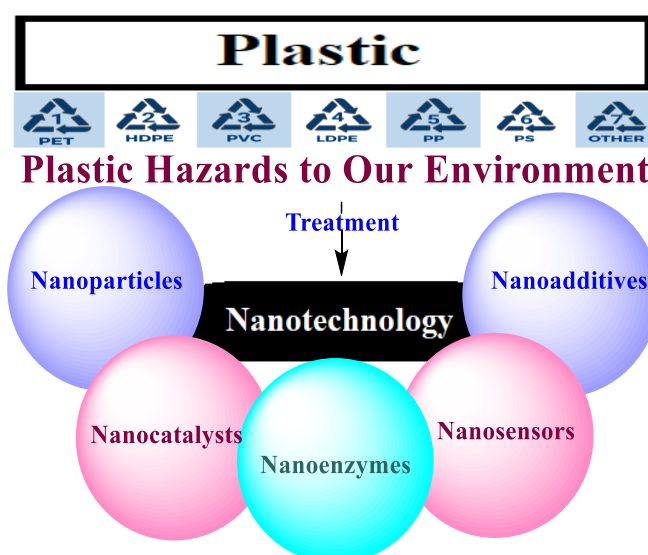 Plastic
1 2 3 4 5 6 7
PET HDPE PVC LDPE PP PS OTHER
Plastic Hazards to Our Environment
Treatment
Nanoparticles Nanoadditives
Nanotechnology
Nanocatalysts Nanosensors
Nanoenzymes